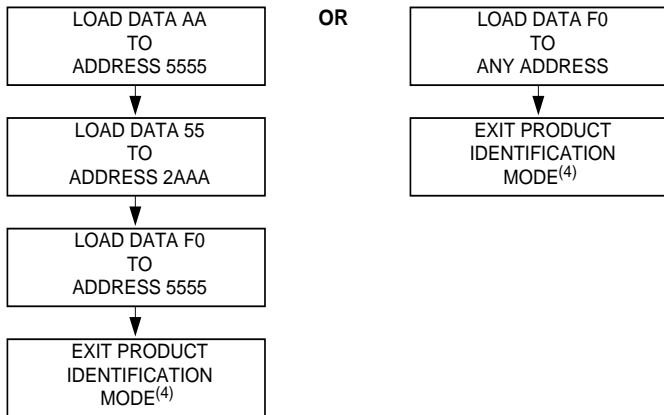 LOAD DATA AA
TO
ADDRESS 5555
LOAD DATA 55
TO
ADDRESS 2AAA
LOAD DATA F0
TO
ADDRESS 5555
EXIT PRODUCT
IDENTIFICATION
MODE(4)
OR
LOAD DATA F0
TO
ANY ADDRESS
EXIT PRODUCT
IDENTIFICATION
MODE(4)